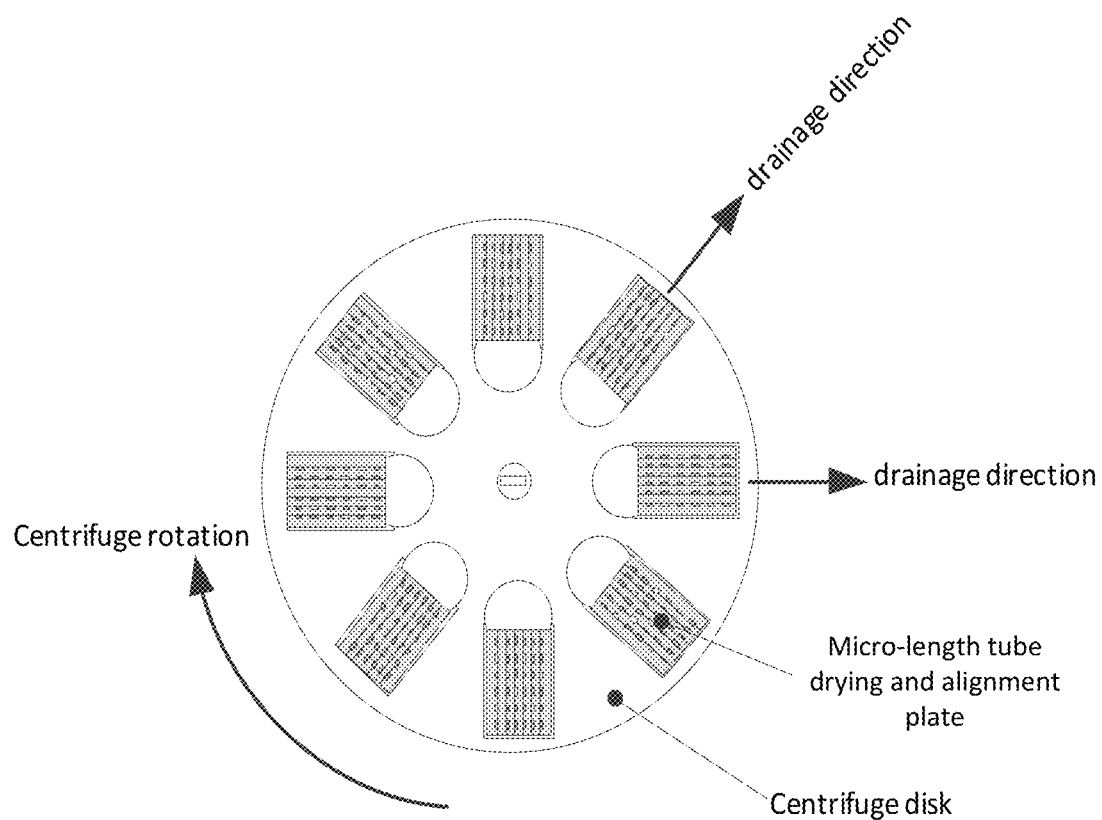 drainage direction
drainage direction
Centrifuge rotation
Micro-length tube
drying and alignment
plate
Centrifuge disk